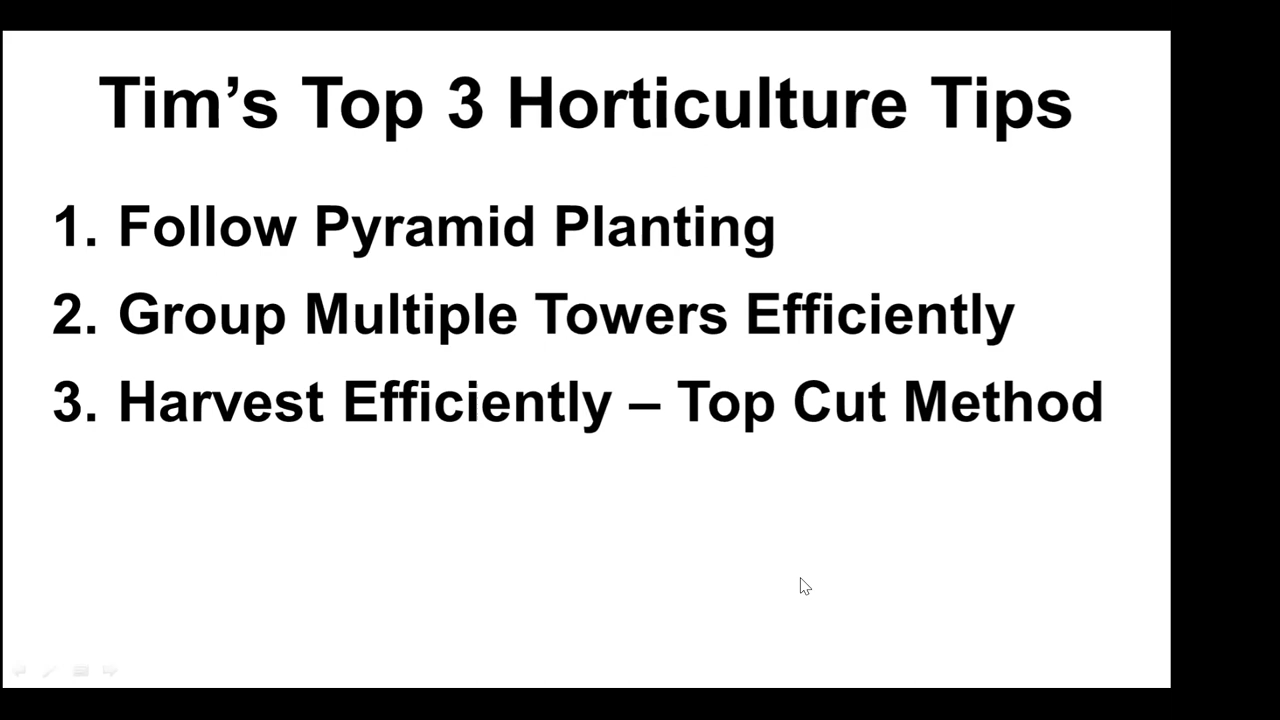 Tim’s Top 3 Horticulture Tips
1. Follow Pyramid Planting
2. Group Multiple Towers Efficiently
3. Harvest Efficiently – Top Cut Method